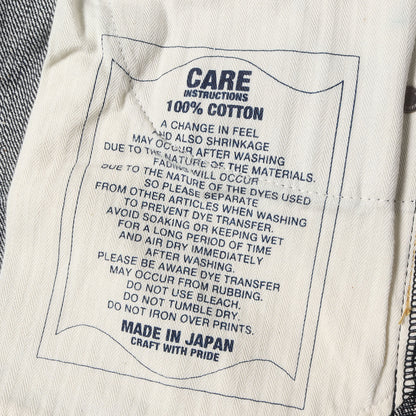 CARE
INSTRUCTIONS
100% COTTON
A CHANGE IN FEEL
AND ALSO SHRINKAGE
MAY OCCUR AFTER WASHING
DUE TO THE NATURE OF THE MATERIALS.
FADING WILL OCCUR
DUE TO THE NATURE OF THE DYES USED
SO PLEASE SEPARATE
FROM OTHER ARTICLES WHEN WASHING
TO PREVENT DYE TRANSFER.
AVOID SOAKING OR KEEPING WET
FOR A LONG PERIOD OF TIME
AND AIR DRY IMMEDIATELY
AFTER WASHING.
PLEASE BE AWARE DYE TRANSFER
MAY OCCUR FROM RUBBING.
DO NOT USE BLEACH.
DO NOT TUMBLE DRY.
DO NOT IRON OVER PRINTS.
MADE IN JAPAN
CRAFT WITH PRIDE